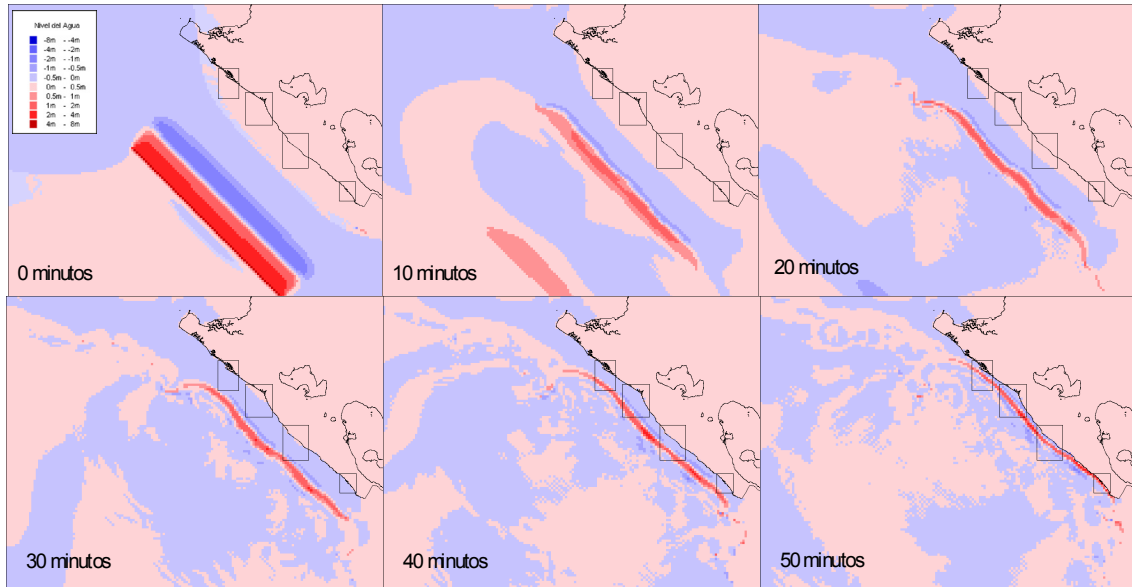 Nivel del Agua
-8m - -4m
-4m - -2m
-2m - -1m
-1m - -0.5m
-0.5m - 0m
0m - 0.5m
0.5m - 1m
1m - 2m
2m - 4m
4m - 8m
0 minutos
10 minutos
20 minutos
30 minutos
40 minutos
50 minutos